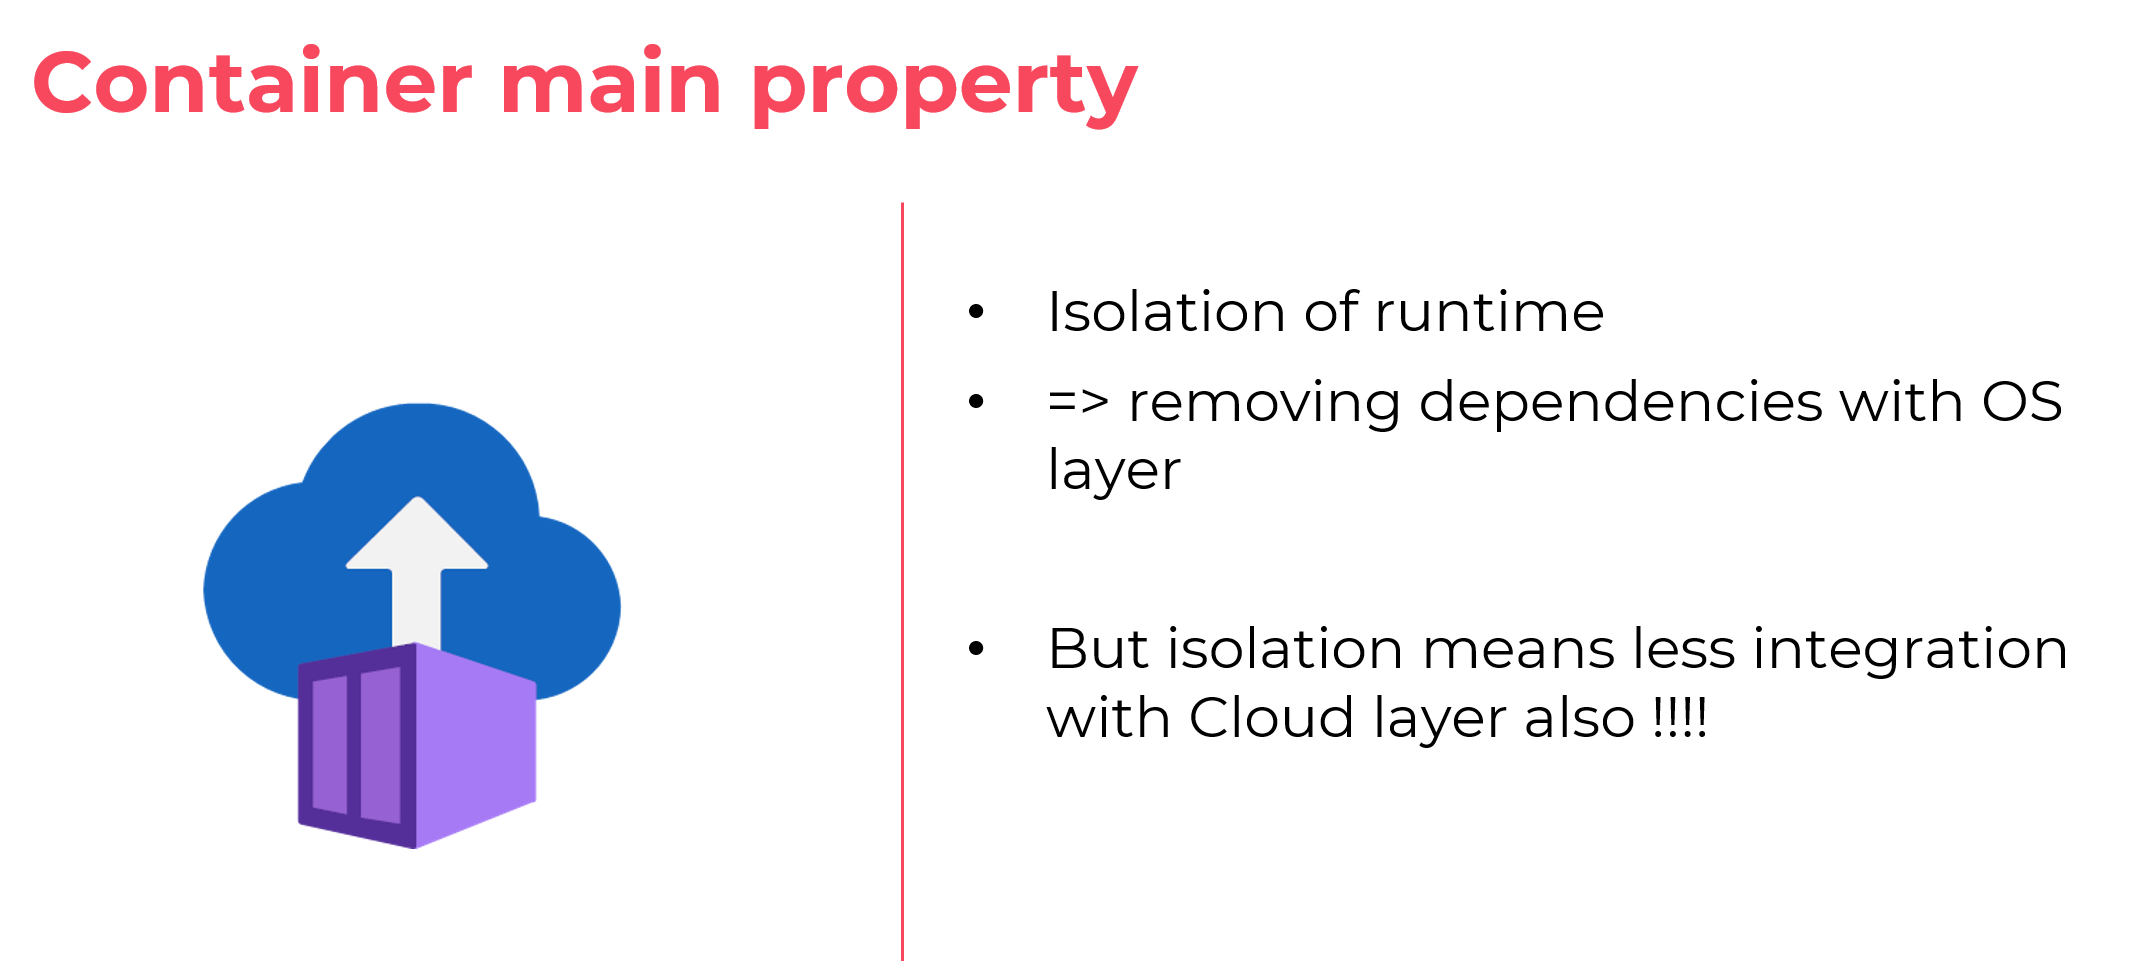 Container main property
• Isolation of runtime
• => removing dependencies with OS
layer
• But isolation means less integration
with Cloud layer also !!!!